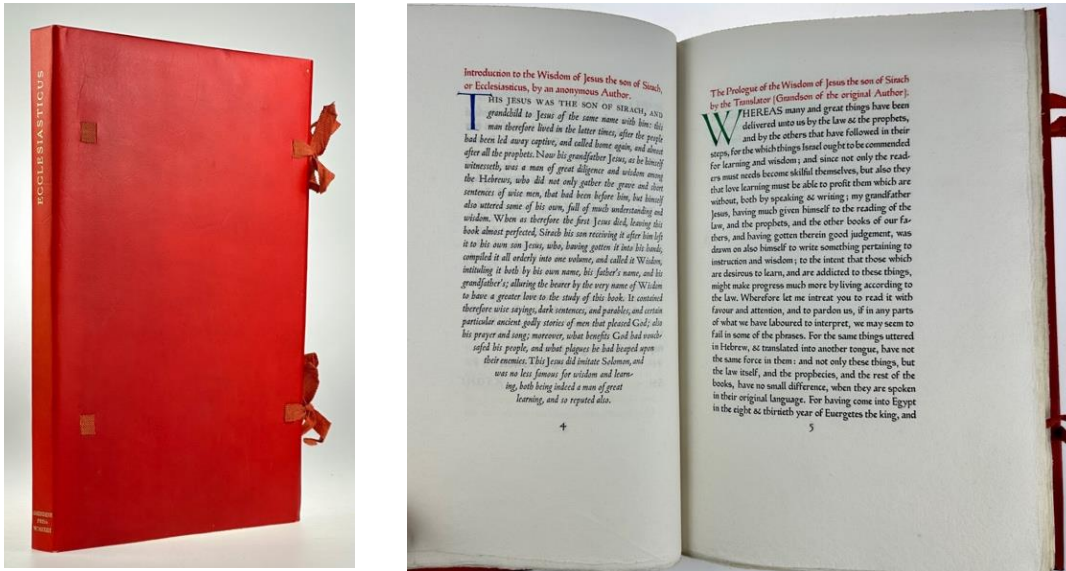 ECCLESIASTICUS
Introduction to the Wisdom of Jesus the son of Sirach,
or Ecclesiasticus, by an anonymous Author.
THIS JESUS WAS THE SON OF SIRACH, AND
grandchild to Jesus of the same name with him: this
man therefore lived in the latter times, after the people
had been led away captive, and called home again, and almost
after all the prophets. Now his grandfather Jesus, as he himself
witnesseth, was a man of great diligence and wisdom among
the Hebrews, who did not only gather the grave and short
sentences of wise men, that had been before him, but himself
also uttered some of his own, full of much understanding and
wisdom. When as therefore the first Jesus died, leaving this
book almost perfected, Sirach his son receiving it after him left
it to his own son Jesus, who, having gotten it into his hands,
compiled it all orderly into one volume, and called it Wisdom,
intituling it both by his own name, his father's name, and his
grandfather's; alluring the hearer by the very name of Wisdom
to have a greater love to the study of this book. It contained
therefore wise sayings, dark sentences, and parables, and certain
particular ancient godly stories of men that pleased God; also
his prayer and song; moreover, what benefits God had vouch-
safed his people, and what plagues he had heaped upon
their enemies. This Jesus did imitate Solomon, and
was no less famous for wisdom and learn-
ing, both being indeed a man of great
learning, and so reputed also.
4
The Prologue of the Wisdom of Jesus the son of Sirach
by the Translator (Grandson of the original Author).
WHEREAS many and great things have been
delivered unto us by the law & the prophets,
and by the others that have followed in their
steps, for the which things Israel ought to be commended
for learning and wisdom; and since not only the read-
ers must needs become skilful themselves, but also they
that love learning must be able to profit them which are
without, both by speaking & writing; my grandfather
Jesus, having much given himself to the reading of the
law, and the prophets, and the other books of our fa-
thers, and having gotten therein good judgement, was
drawn on also himself to write something pertaining to
instruction and wisdom; to the intent that those which
are desirous to learn, and are addicted to these things,
might make progress much more by living according to
the law. Wherefore let me intreat you to read it with
favour and attention, and to pardon us, if in any parts
of what we have laboured to interpret, we may seem to
fail in some of the phrases. For the same things uttered
in Hebrew, & translated into another tongue, have not
the same force in them: and not only these things, but
the law itself, and the prophecies, and the rest of the
books, have no small difference, when they are spoken
in their original language. For having come into Egypt
in the eight & thirtieth year of Euergetes the king, and
5